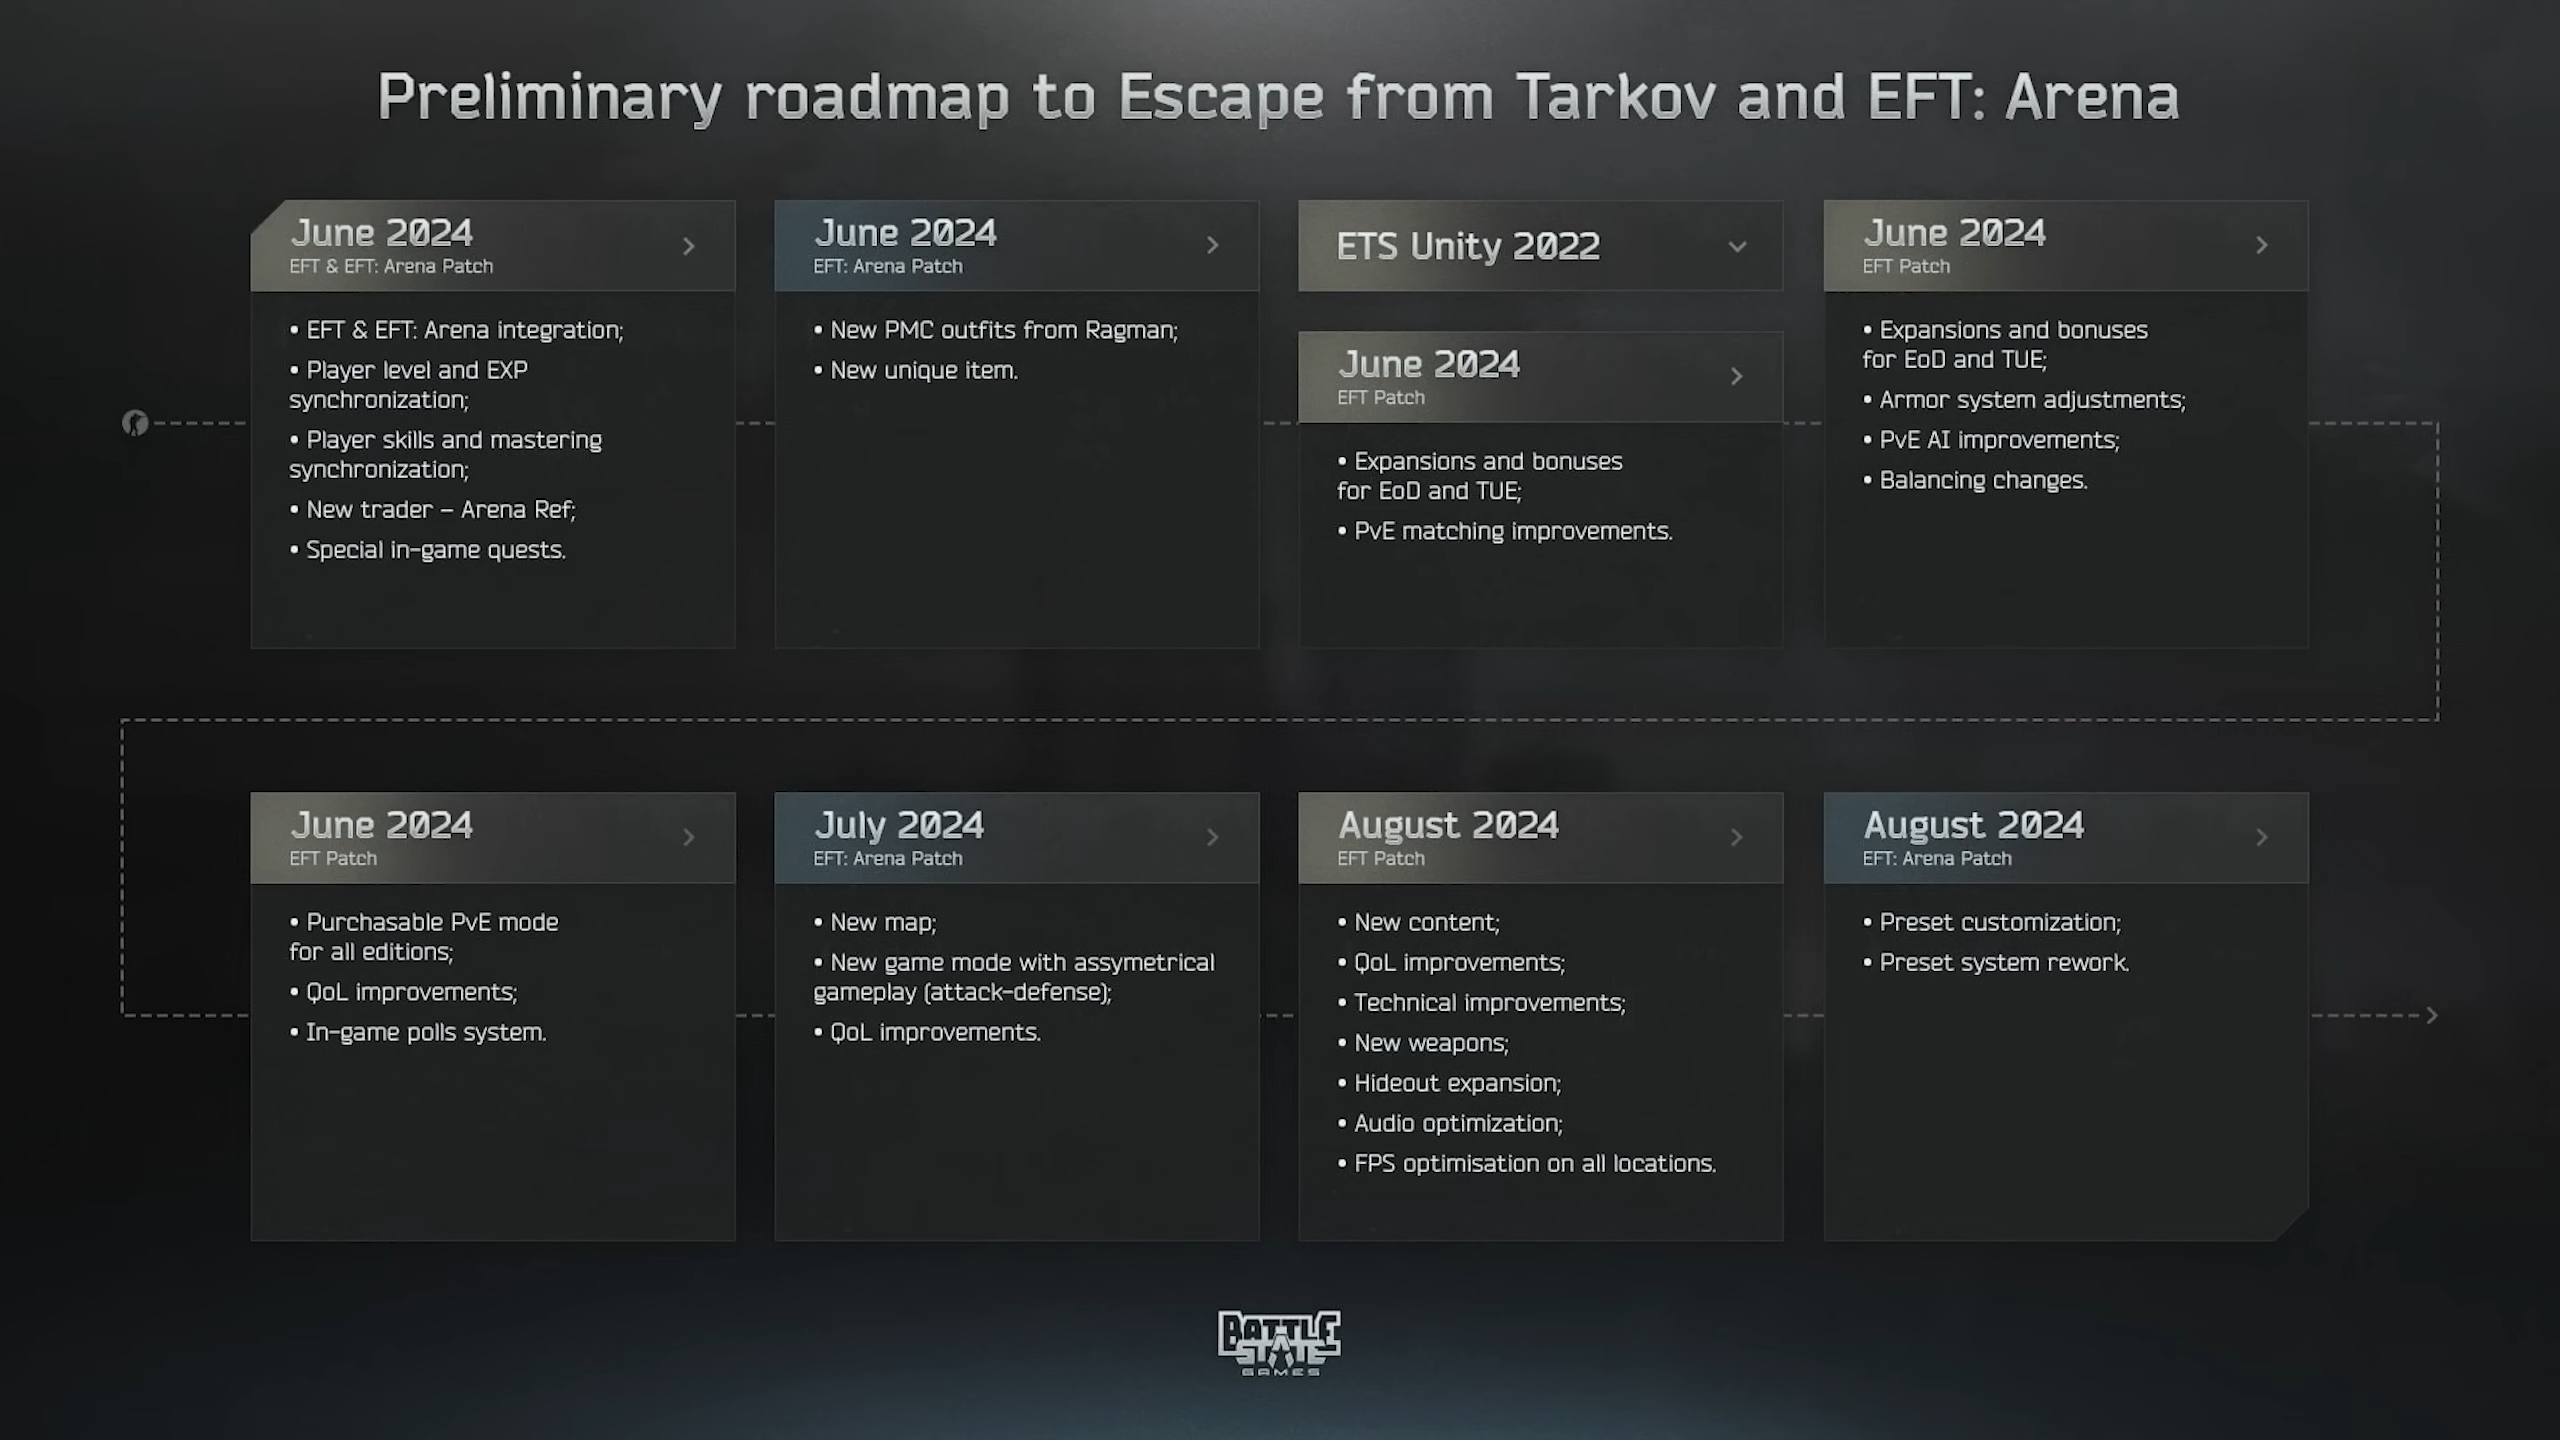 Preliminary roadmap to Escape from Tarkov and EFT: Arena
June 2024
EFT & EFT: Arena Patch
• EFT & EFT: Arena integration;
• Player level and EXP
synchronization;
• Player skills and mastering
synchronization;
• New trader – Arena Ref;
• Special in-game quests.
June 2024
EFT: Arena Patch
• New PMC outfits from Ragman;
• New unique item.
ETS Unity 2022
June 2024
EFT Patch
• Expansions and bonuses
for EoD and TUE;
• PvE matching improvements.
June 2024
EFT Patch
• Expansions and bonuses
for EoD and TUE;
• Armor system adjustments;
• PvE AI improvements;
• Balancing changes.
June 2024
EFT Patch
• Purchasable PvE mode
for all editions;
• QoL improvements;
• In-game polls system.
July 2024
EFT: Arena Patch
• New map;
• New game mode with assymetrical
gameplay (attack-defense);
• QoL improvements.
August 2024
EFT Patch
• New content;
• QoL improvements;
• Technical improvements;
• New weapons;
• Hideout expansion;
• Audio optimization;
• FPS optimisation on all locations.
August 2024
EFT: Arena Patch
• Preset customization;
• Preset system rework.
BATTLE
STATE
GAMES